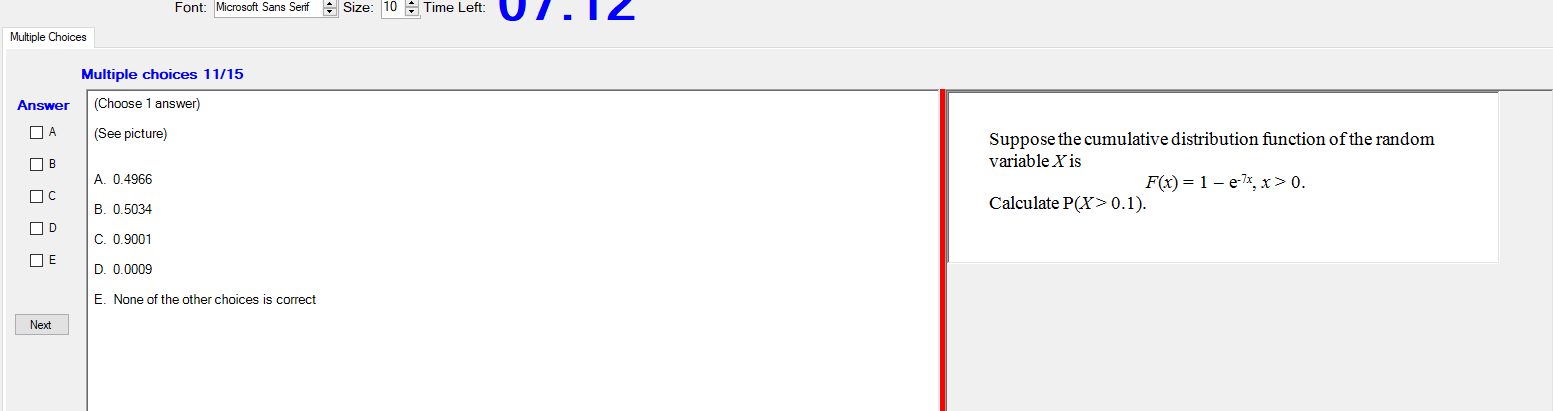 Font: Microsoft Sans Serif Size: 10 Time Left: 07:12
Multiple Choices
Multiple choices 11/15
Answer
A
B
C
D
E
Next
(Choose 1 answer)
(See picture)
A. 0.4966
B. 0.5034
C. 0.9001
D. 0.0009
E. None of the other choices is correct
Suppose the cumulative distribution function of the random
variable X is
F(x) = 1 – e⁻⁷ˣ, x > 0.
Calculate P(X > 0.1).